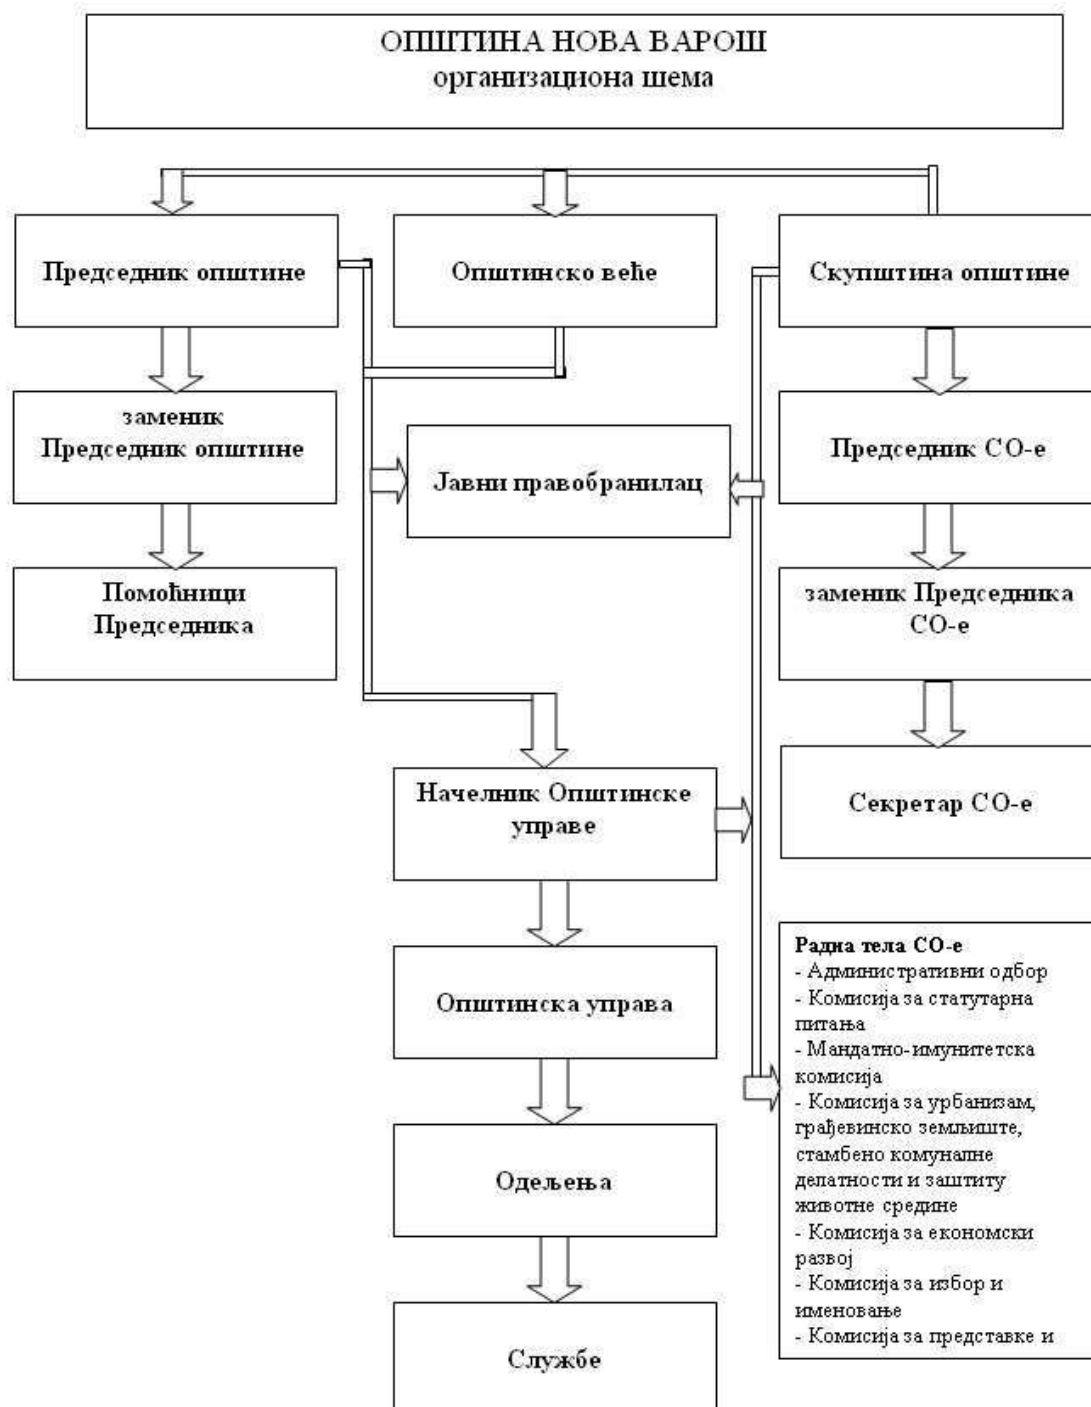 ОПШТИНА НОВА ВАРОШ
организациона шема
Председник општине
Општинско веће
Скупштина општине
заменик
Председник општине
Јавни правобранилац
Председник СО-е
Помоћници
Председника
заменик Председника
СО-е
Начелник Општинске
управе
Секретар СО-е
Општинска управа
Радна тела СО-е
- Административни одбор
- Комисија за статутарна
питања
- Мандатно-имунитетска
комисија
- Комисија за урбанизам,
грађевинско земљиште,
стамбено комуналне
делатности и заштиту
животне средине
- Комисија за економски
развој
- Комисија за избор и
именовање
- Комисија за представке и
Одељења
Службе